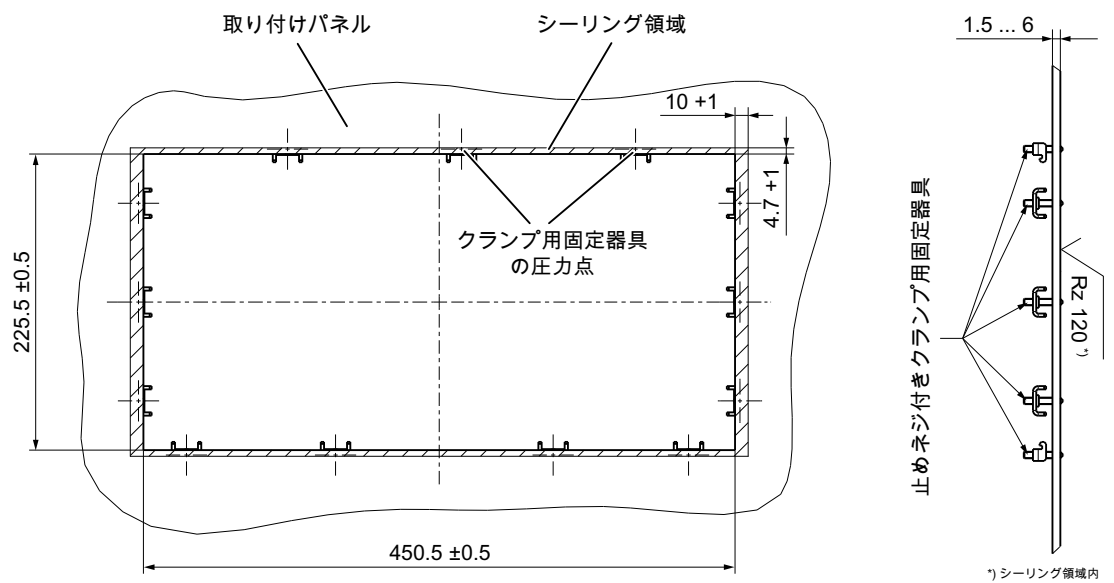 取り付けパネル
シーリング領域
1.5 ... 6
10 +1
4.7 +1
クランプ用固定器具
の圧力点
225.5 ±0.5
450.5 ±0.5
止めネジ付きクランプ用固定器具
Rz 120 *)
*) シーリング領域内